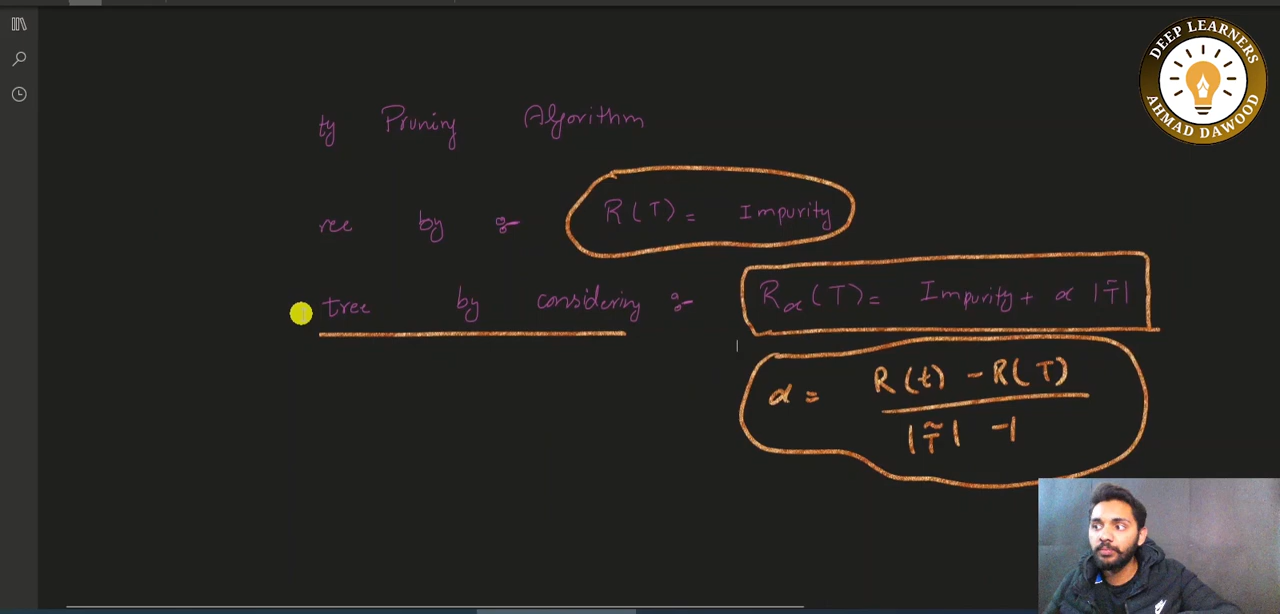 DEEP LEARNERS
AHMAD DAWOOD
ty Pruning Algorithm
ree by :- R(T) = Impurity
tree by considering :- Rα(T) = Impurity + α |T̃|
α = R(t) - R(T)
|T̃| -1